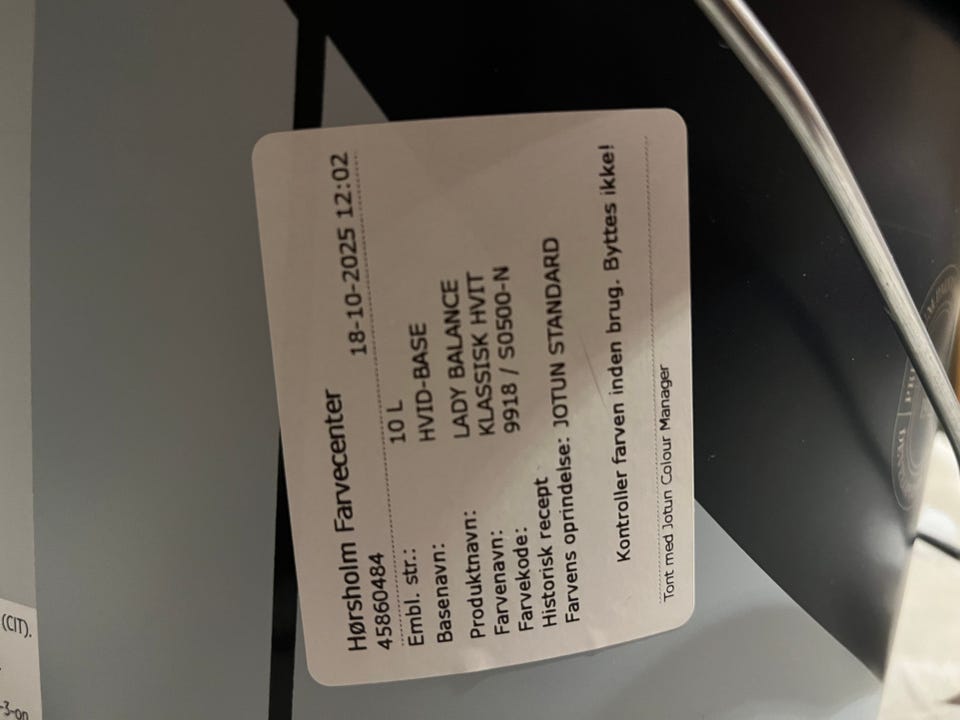 Hørsholm Farvecenter
45860484 18-10-2025 12:02
Embl. str.: 10 L
Basenavn: HVID-BASE
Produktnavn: LADY BALANCE
Farvenavn: KLASSISK HVIT
Farvekode: 9918 / S0500-N
Historisk recept
Farvens oprindelse: JOTUN STANDARD
Kontroller farven inden brug. Byttes ikke!
Tont med Jotun Colour Manager
(CIT).
-3-on